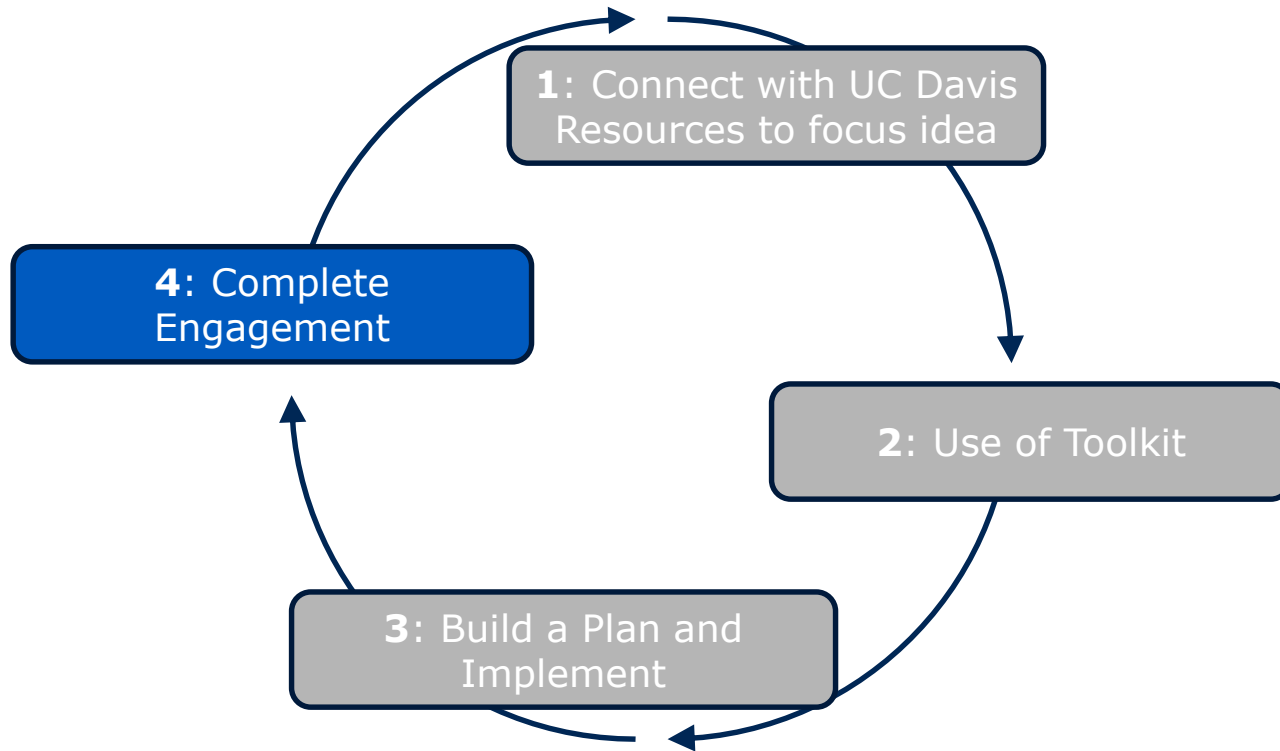 1: Connect with UC Davis
Resources to focus idea
4: Complete
Engagement
2: Use of Toolkit
3: Build a Plan and
Implement